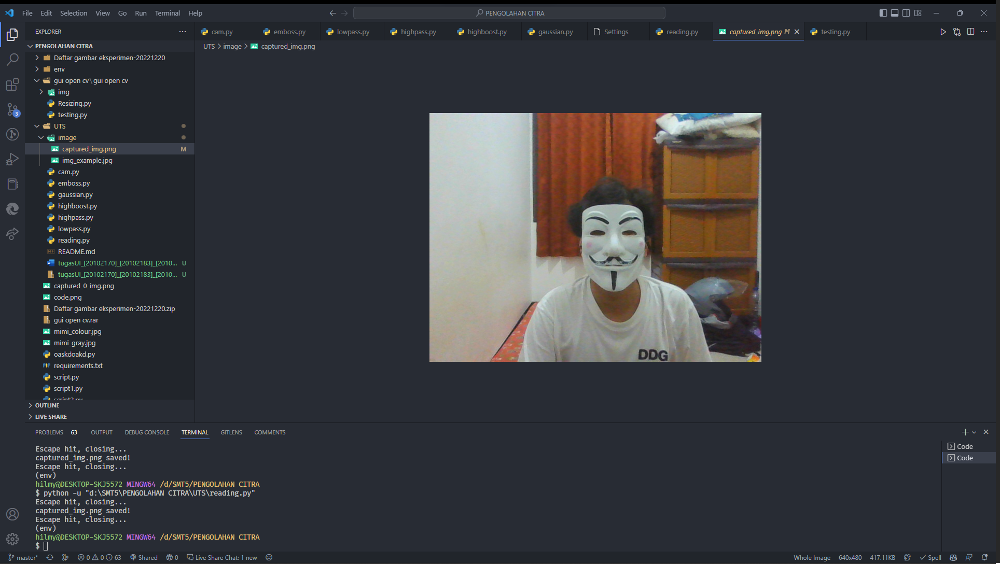 File Edit Selection View Go Run Terminal Help
PENGOLAHAN CITRA
EXPLORER
cam.py
emboss.py
lowpass.py
highpass.py
highboost.py
gaussian.py
Settings
reading.py
captured_img.png M
testing.py
UTS > image > captured_img.png
PENGOLAHAN CITRA
Daftar gambar eksperimen-20221220
env
gui open cv\gui open cv
img
Resizing.py
testing.py
UTS
image
captured_img.png M
img_example.jpg
cam.py
emboss.py
gaussian.py
highboost.py
highpass.py
lowpass.py
reading.py
README.md
tugasUI_[20102170]_[20102183]_[2010... U
tugasUI_[20102170]_[20102183]_[2010... U
captured_0_img.png
code.png
Daftar gambar eksperimen-20221220.zip
gui open cv.rar
mimi_colour.jpg
mimi_gray.jpg
oaskdoakd.py
requirements.txt
script.py
script1.py
script2.py
OUTLINE
LIVE SHARE
3
DDG
PROBLEMS 63 OUTPUT DEBUG CONSOLE TERMINAL GITLENS COMMENTS
Escape hit, closing...
captured_img.png saved!
Escape hit, closing...
(env)
hilmy@DESKTOP-SKJ5572 MINGW64 /d/SMT5/PENGOLAHAN CITRA
$ python -u "d:\SMT5\PENGOLAHAN CITRA\UTS\reading.py"
Escape hit, closing...
captured_img.png saved!
Escape hit, closing...
(env)
hilmy@DESKTOP-SKJ5572 MINGW64 /d/SMT5/PENGOLAHAN CITRA
$
Code
Code
master* 0 0 63 Shared 0 Live Share Chat: 1 new
Whole Image 640x480 417.11KB Spell